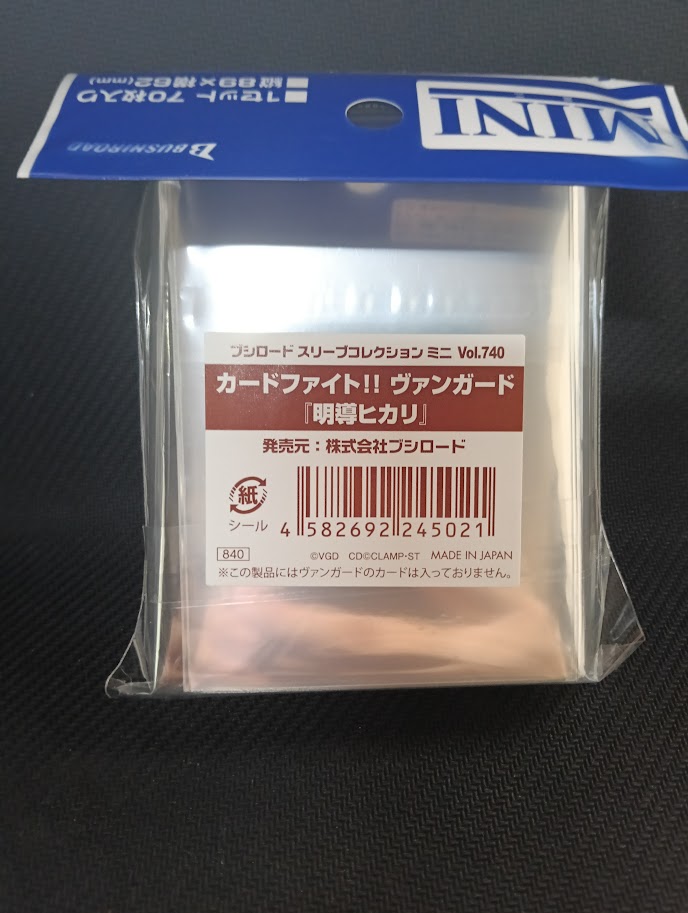 MINI
■1セット 70枚入り
■縦 89×横62(mm)
BUSHIROAD
ブシロード スリーブコレクション ミニ Vol.740
カードファイト!! ヴァンガード
『明導ヒカリ』
発売元：株式会社ブシロード
紙
シール
4 582692 245021
840
©VGD CD©CLAMP・ST MADE IN JAPAN
※この製品にはヴァンガードのカードは入っておりません。